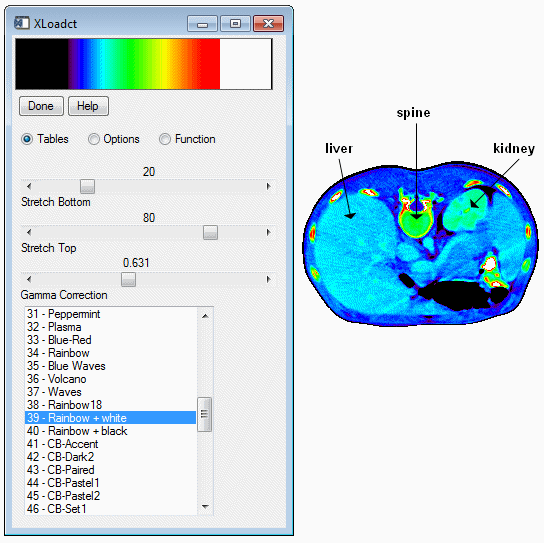 XLoadct
Done Help
Tables Options Function
20
Stretch Bottom
80
Stretch Top
0.631
Gamma Correction
31 - Peppermint
32 - Plasma
33 - Blue-Red
34 - Rainbow
35 - Blue Waves
36 - Volcano
37 - Waves
38 - Rainbow18
39 - Rainbow + white
40 - Rainbow + black
41 - CB-Accent
42 - CB-Dark2
43 - CB-Paired
44 - CB-Pastel1
45 - CB-Pastel2
46 - CB-Set1
spine
liver
kidney